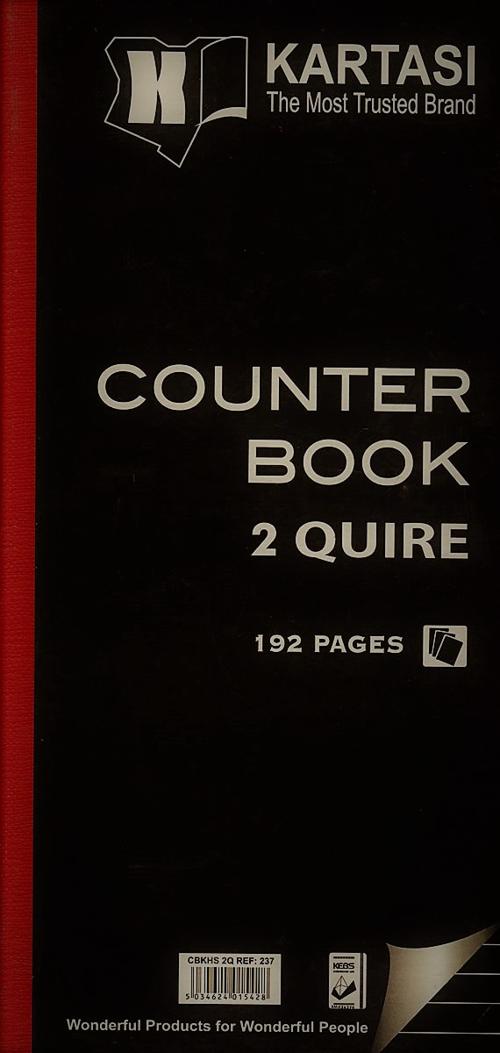 KARTASI
The Most Trusted Brand
COUNTER
BOOK
2 QUIRE
192 PAGES
CBKHS 2Q REF: 237
5 034624 015428
KEBS
Wonderful Products for Wonderful People